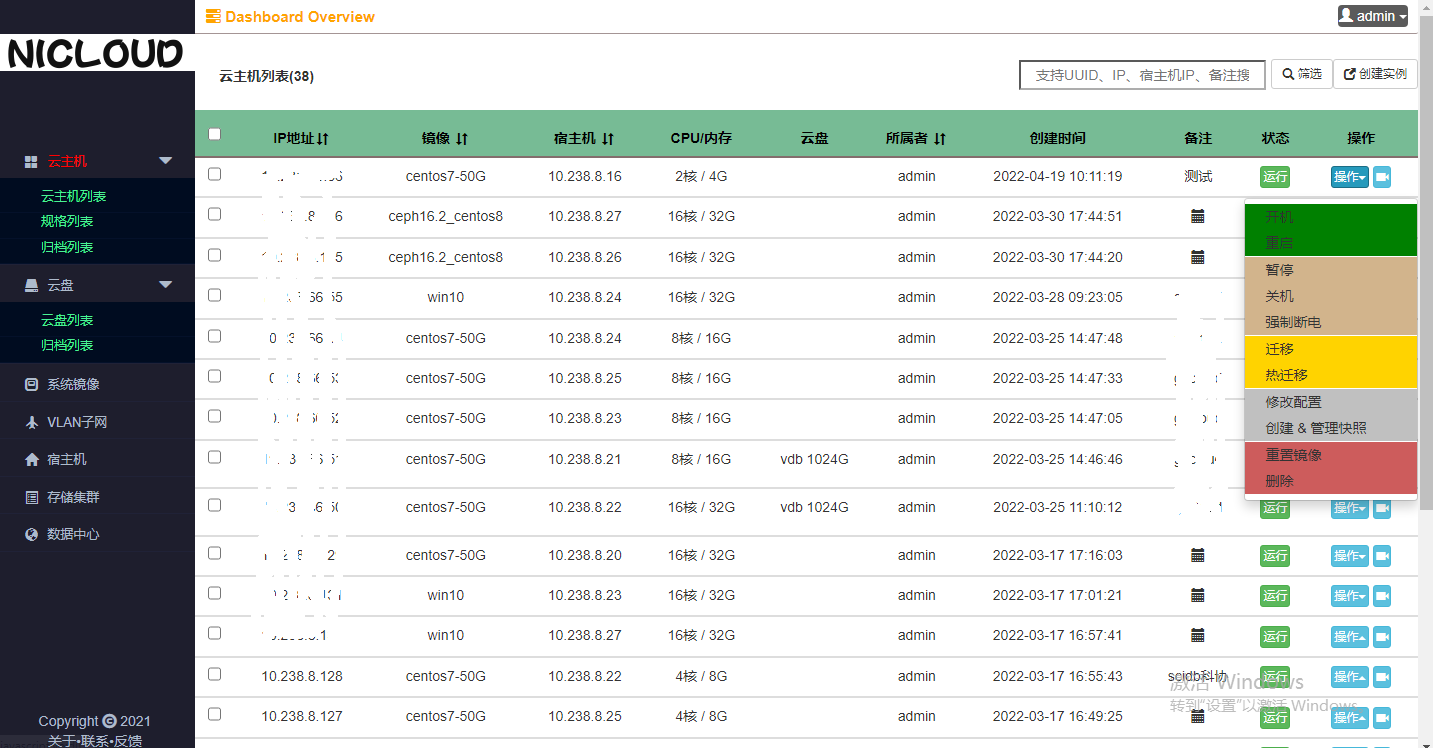 Dashboard Overview
admin
NICLOUD
云主机列表(38)
支持UUID、IP、宿主机IP、备注搜
筛选
创建实例
云主机
云主机列表
规格列表
归档列表
云盘
云盘列表
归档列表
系统镜像
VLAN子网
宿主机
存储集群
数据中心
Copyright 2021
关于•联系•反馈
IP地址 镜像 宿主机 CPU/内存 云盘 所属者 创建时间 备注 状态 操作
centos7-50G 10.238.8.16 2核 / 4G admin 2022-04-19 10:11:19 测试 运行 操作
ceph16.2_centos8 10.238.8.27 16核 / 32G admin 2022-03-30 17:44:51
ceph16.2_centos8 10.238.8.26 16核 / 32G admin 2022-03-30 17:44:20
win10 10.238.8.24 16核 / 32G admin 2022-03-28 09:23:05
centos7-50G 10.238.8.24 8核 / 16G admin 2022-03-25 14:47:48
centos7-50G 10.238.8.25 8核 / 16G admin 2022-03-25 14:47:33
centos7-50G 10.238.8.23 8核 / 16G admin 2022-03-25 14:47:05
centos7-50G 10.238.8.21 8核 / 16G vdb 1024G admin 2022-03-25 14:46:46
centos7-50G 10.238.8.22 16核 / 32G vdb 1024G admin 2022-03-25 11:10:12 运行 操作
centos7-50G 10.238.8.20 16核 / 32G admin 2022-03-17 17:16:03 运行 操作
win10 10.238.8.23 16核 / 32G admin 2022-03-17 17:01:21 运行 操作
win10 10.238.8.27 16核 / 32G admin 2022-03-17 16:57:41 运行 操作
10.238.8.128 centos7-50G 10.238.8.22 4核 / 8G admin 2022-03-17 16:55:43 scidb科协 运行 操作
10.238.8.127 centos7-50G 10.238.8.25 4核 / 8G admin 2022-03-17 16:49:25 运行 操作
开机
重启
暂停
关机
强制断电
迁移
热迁移
修改配置
创建 & 管理快照
重置镜像
删除
激活 Windows
转到"设置"以激活 Windows。